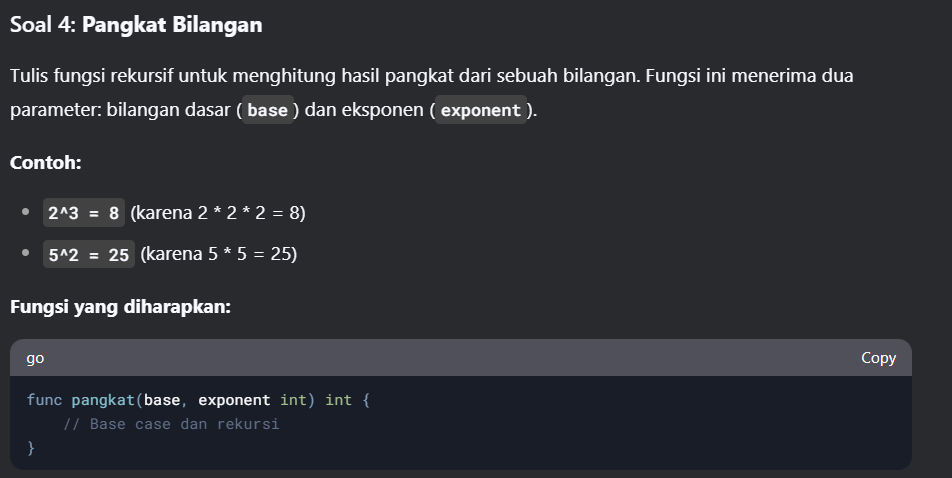 Soal 4: Pangkat Bilangan
Tulis fungsi rekursif untuk menghitung hasil pangkat dari sebuah bilangan. Fungsi ini menerima dua
parameter: bilangan dasar ( base ) dan eksponen ( exponent ).
Contoh:
2^3 = 8 (karena 2 * 2 * 2 = 8)
5^2 = 25 (karena 5 * 5 = 25)
Fungsi yang diharapkan:
go Copy
func pangkat(base, exponent int) int {
// Base case dan rekursi
}